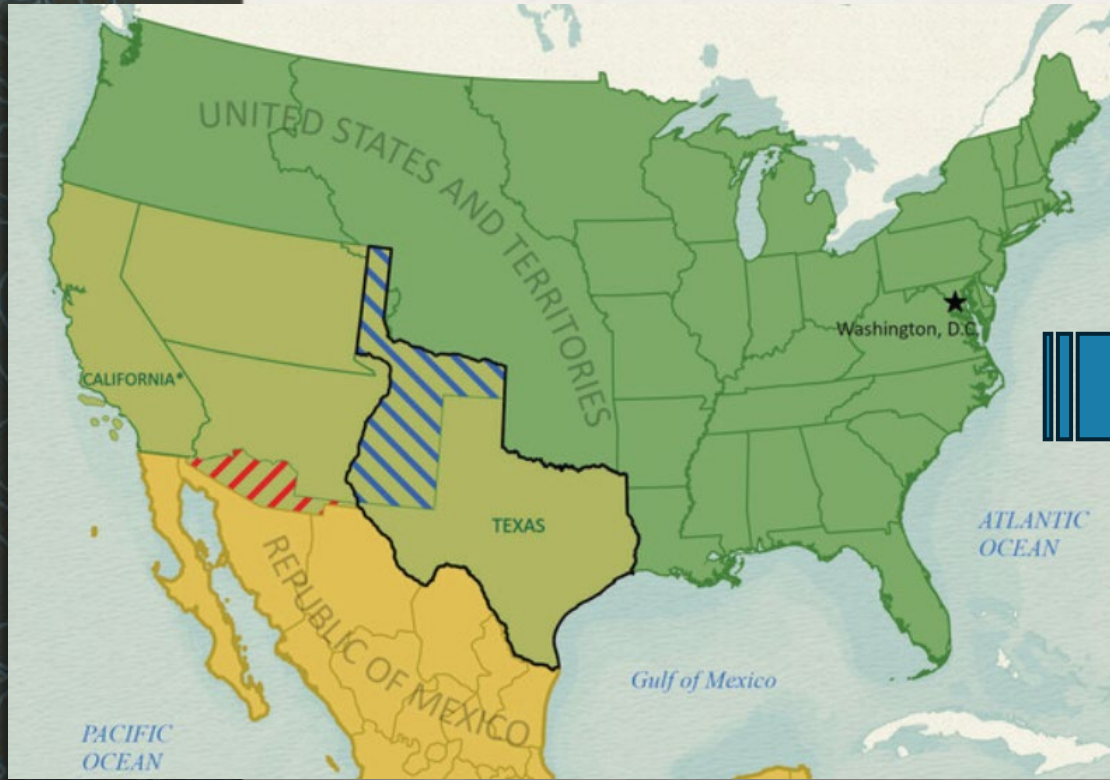 UNITED STATES AND TERRITORIES
Washington, D.C.
CALIFORNIA*
TEXAS
ATLANTIC
OCEAN
REPUBLIC OF MEXICO
Gulf of Mexico
PACIFIC
OCEAN